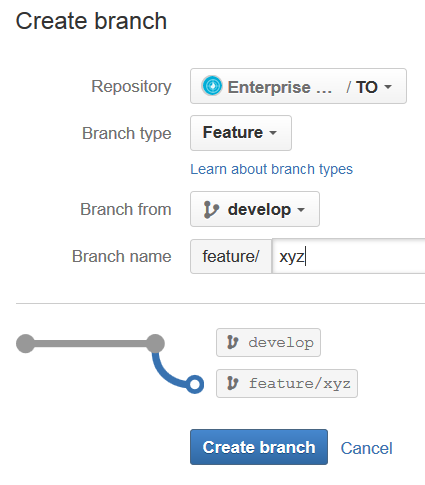 Create branch
Repository Enterprise ... / TO
Branch type Feature
Learn about branch types
Branch from develop
Branch name feature/ xyz
develop
feature/xyz
Create branch Cancel